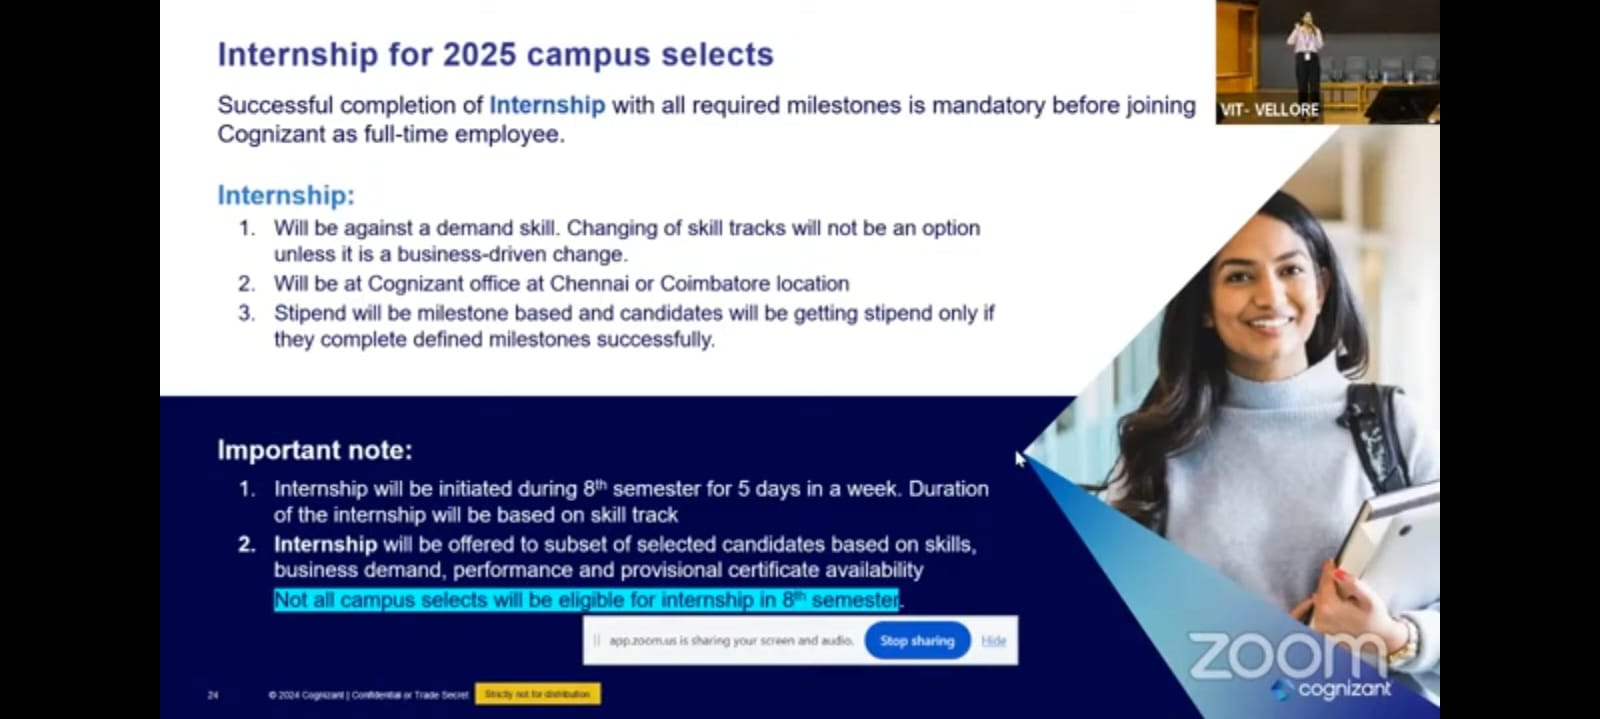 Internship for 2025 campus selects
Successful completion of Internship with all required milestones is mandatory before joining
Cognizant as full-time employee.
VIT- VELLORE
Internship:
1. Will be against a demand skill. Changing of skill tracks will not be an option
unless it is a business-driven change.
2. Will be at Cognizant office at Chennai or Coimbatore location
3. Stipend will be milestone based and candidates will be getting stipend only if
they complete defined milestones successfully.
Important note:
1. Internship will be initiated during 8th semester for 5 days in a week. Duration
of the internship will be based on skill track
2. Internship will be offered to subset of selected candidates based on skills,
business demand, performance and provisional certificate availability
Not all campus selects will be eligible for internship in 8th semester.
app.zoom.us is sharing your screen and audio. Stop sharing Hide
zoom
cognizant
24 © 2024 Cognizant | Confidential or Trade Secret Strictly not for distribution